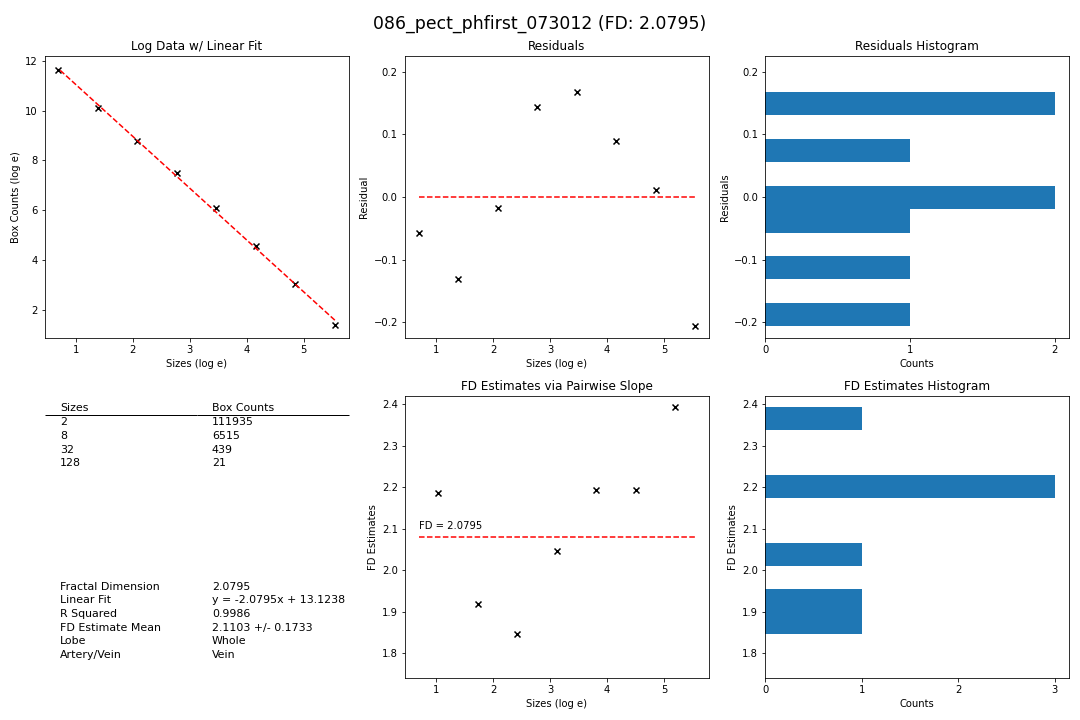 086_pect_phfirst_073012 (FD: 2.0795)
Log Data w/ Linear Fit
Box Counts (log e)
12
10
8
6
4
2
1 2 3 4 5
Sizes (log e)
Residuals
Residual
0.2
0.1
0.0
−0.1
−0.2
1 2 3 4 5
Sizes (log e)
Residuals Histogram
Residuals
0.2
0.1
0.0
−0.1
−0.2
0 1 2
Counts
Sizes Box Counts
2 111935
8 6515
32 439
128 21
Fractal Dimension 2.0795
Linear Fit y = -2.0795x + 13.1238
R Squared 0.9986
FD Estimate Mean 2.1103 +/- 0.1733
Lobe Whole
Artery/Vein Vein
FD Estimates via Pairwise Slope
FD Estimates
2.4
2.3
2.2
2.1
2.0
1.9
1.8
FD = 2.0795
1 2 3 4 5
Sizes (log e)
FD Estimates Histogram
FD Estimates
2.4
2.3
2.2
2.1
2.0
1.9
1.8
0 1 2 3
Counts